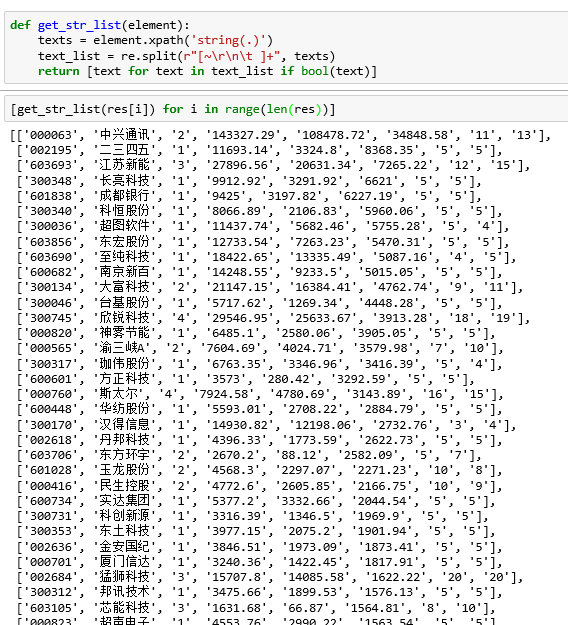 def get_str_list(element):
    texts = element.xpath('string(.)')
    text_list = re.split(r"[~\r\n\t ]+", texts)
    return [text for text in text_list if bool(text)]
[get_str_list(res[i]) for i in range(len(res))]
[['000063', '中兴通讯', '2', '143327.29', '108478.72', '34848.58', '11', '13'],
 ['002195', '二三四五', '1', '11693.14', '3324.8', '8368.35', '5', '5'],
 ['603693', '江苏新能', '3', '27896.56', '20631.34', '7265.22', '12', '15'],
 ['300348', '长亮科技', '1', '9912.92', '3291.92', '6621', '5', '5'],
 ['601838', '成都银行', '1', '9425', '3197.82', '6227.19', '5', '5'],
 ['300340', '科恒股份', '1', '8066.89', '2106.83', '5960.06', '5', '5'],
 ['300036', '超图软件', '1', '11437.74', '5682.46', '5755.28', '5', '4'],
 ['603856', '东宏股份', '1', '12733.54', '7263.23', '5470.31', '5', '5'],
 ['603690', '至纯科技', '1', '18422.65', '13335.49', '5087.16', '4', '5'],
 ['600682', '南京新百', '1', '14248.55', '9233.5', '5015.05', '5', '5'],
 ['300134', '大富科技', '2', '21147.15', '16384.41', '4762.74', '9', '11'],
 ['300046', '台基股份', '1', '5717.62', '1269.34', '4448.28', '5', '5'],
 ['300745', '欣锐科技', '4', '29546.95', '25633.67', '3913.28', '18', '19'],
 ['000820', '神雾节能', '1', '6485.1', '2580.06', '3905.05', '5', '5'],
 ['000565', '渝三峡A', '2', '7604.69', '4024.71', '3579.98', '7', '10'],
 ['300317', '珈伟股份', '1', '6763.35', '3346.96', '3416.39', '5', '4'],
 ['600601', '方正科技', '1', '3573', '280.42', '3292.59', '5', '5'],
 ['000760', '斯太尔', '4', '7924.58', '4780.69', '3143.89', '16', '15'],
 ['600448', '华纺股份', '1', '5593.01', '2708.22', '2884.79', '5', '5'],
 ['300170', '汉得信息', '1', '14930.82', '12198.06', '2732.76', '3', '4'],
 ['002618', '丹邦科技', '1', '4396.33', '1773.59', '2622.73', '5', '5'],
 ['603706', '东方环宇', '2', '2670.2', '88.12', '2582.09', '5', '7'],
 ['601028', '玉龙股份', '2', '4568.3', '2297.07', '2271.23', '10', '8'],
 ['000416', '民生控股', '2', '4772.6', '2605.85', '2166.75', '10', '9'],
 ['600734', '实达集团', '1', '5377.2', '3332.66', '2044.54', '5', '5'],
 ['300731', '科创新源', '1', '3316.39', '1346.5', '1969.9', '5', '5'],
 ['300353', '东土科技', '1', '3977.15', '2075.2', '1901.94', '5', '5'],
 ['002636', '金安国纪', '1', '3846.51', '1973.09', '1873.41', '5', '5'],
 ['000701', '厦门信达', '1', '3240.36', '1422.45', '1817.91', '5', '5'],
 ['002684', '猛狮科技', '3', '15707.8', '14085.58', '1622.22', '20', '20'],
 ['300312', '邦讯技术', '1', '3475.66', '1899.53', '1576.13', '5', '5'],
 ['603105', '芯能科技', '3', '1631.68', '66.87', '1564.81', '8', '10'],
 ['000823', '超声电子', '1', '4553.76', '2990.22', '1563.54', '5', '5'],